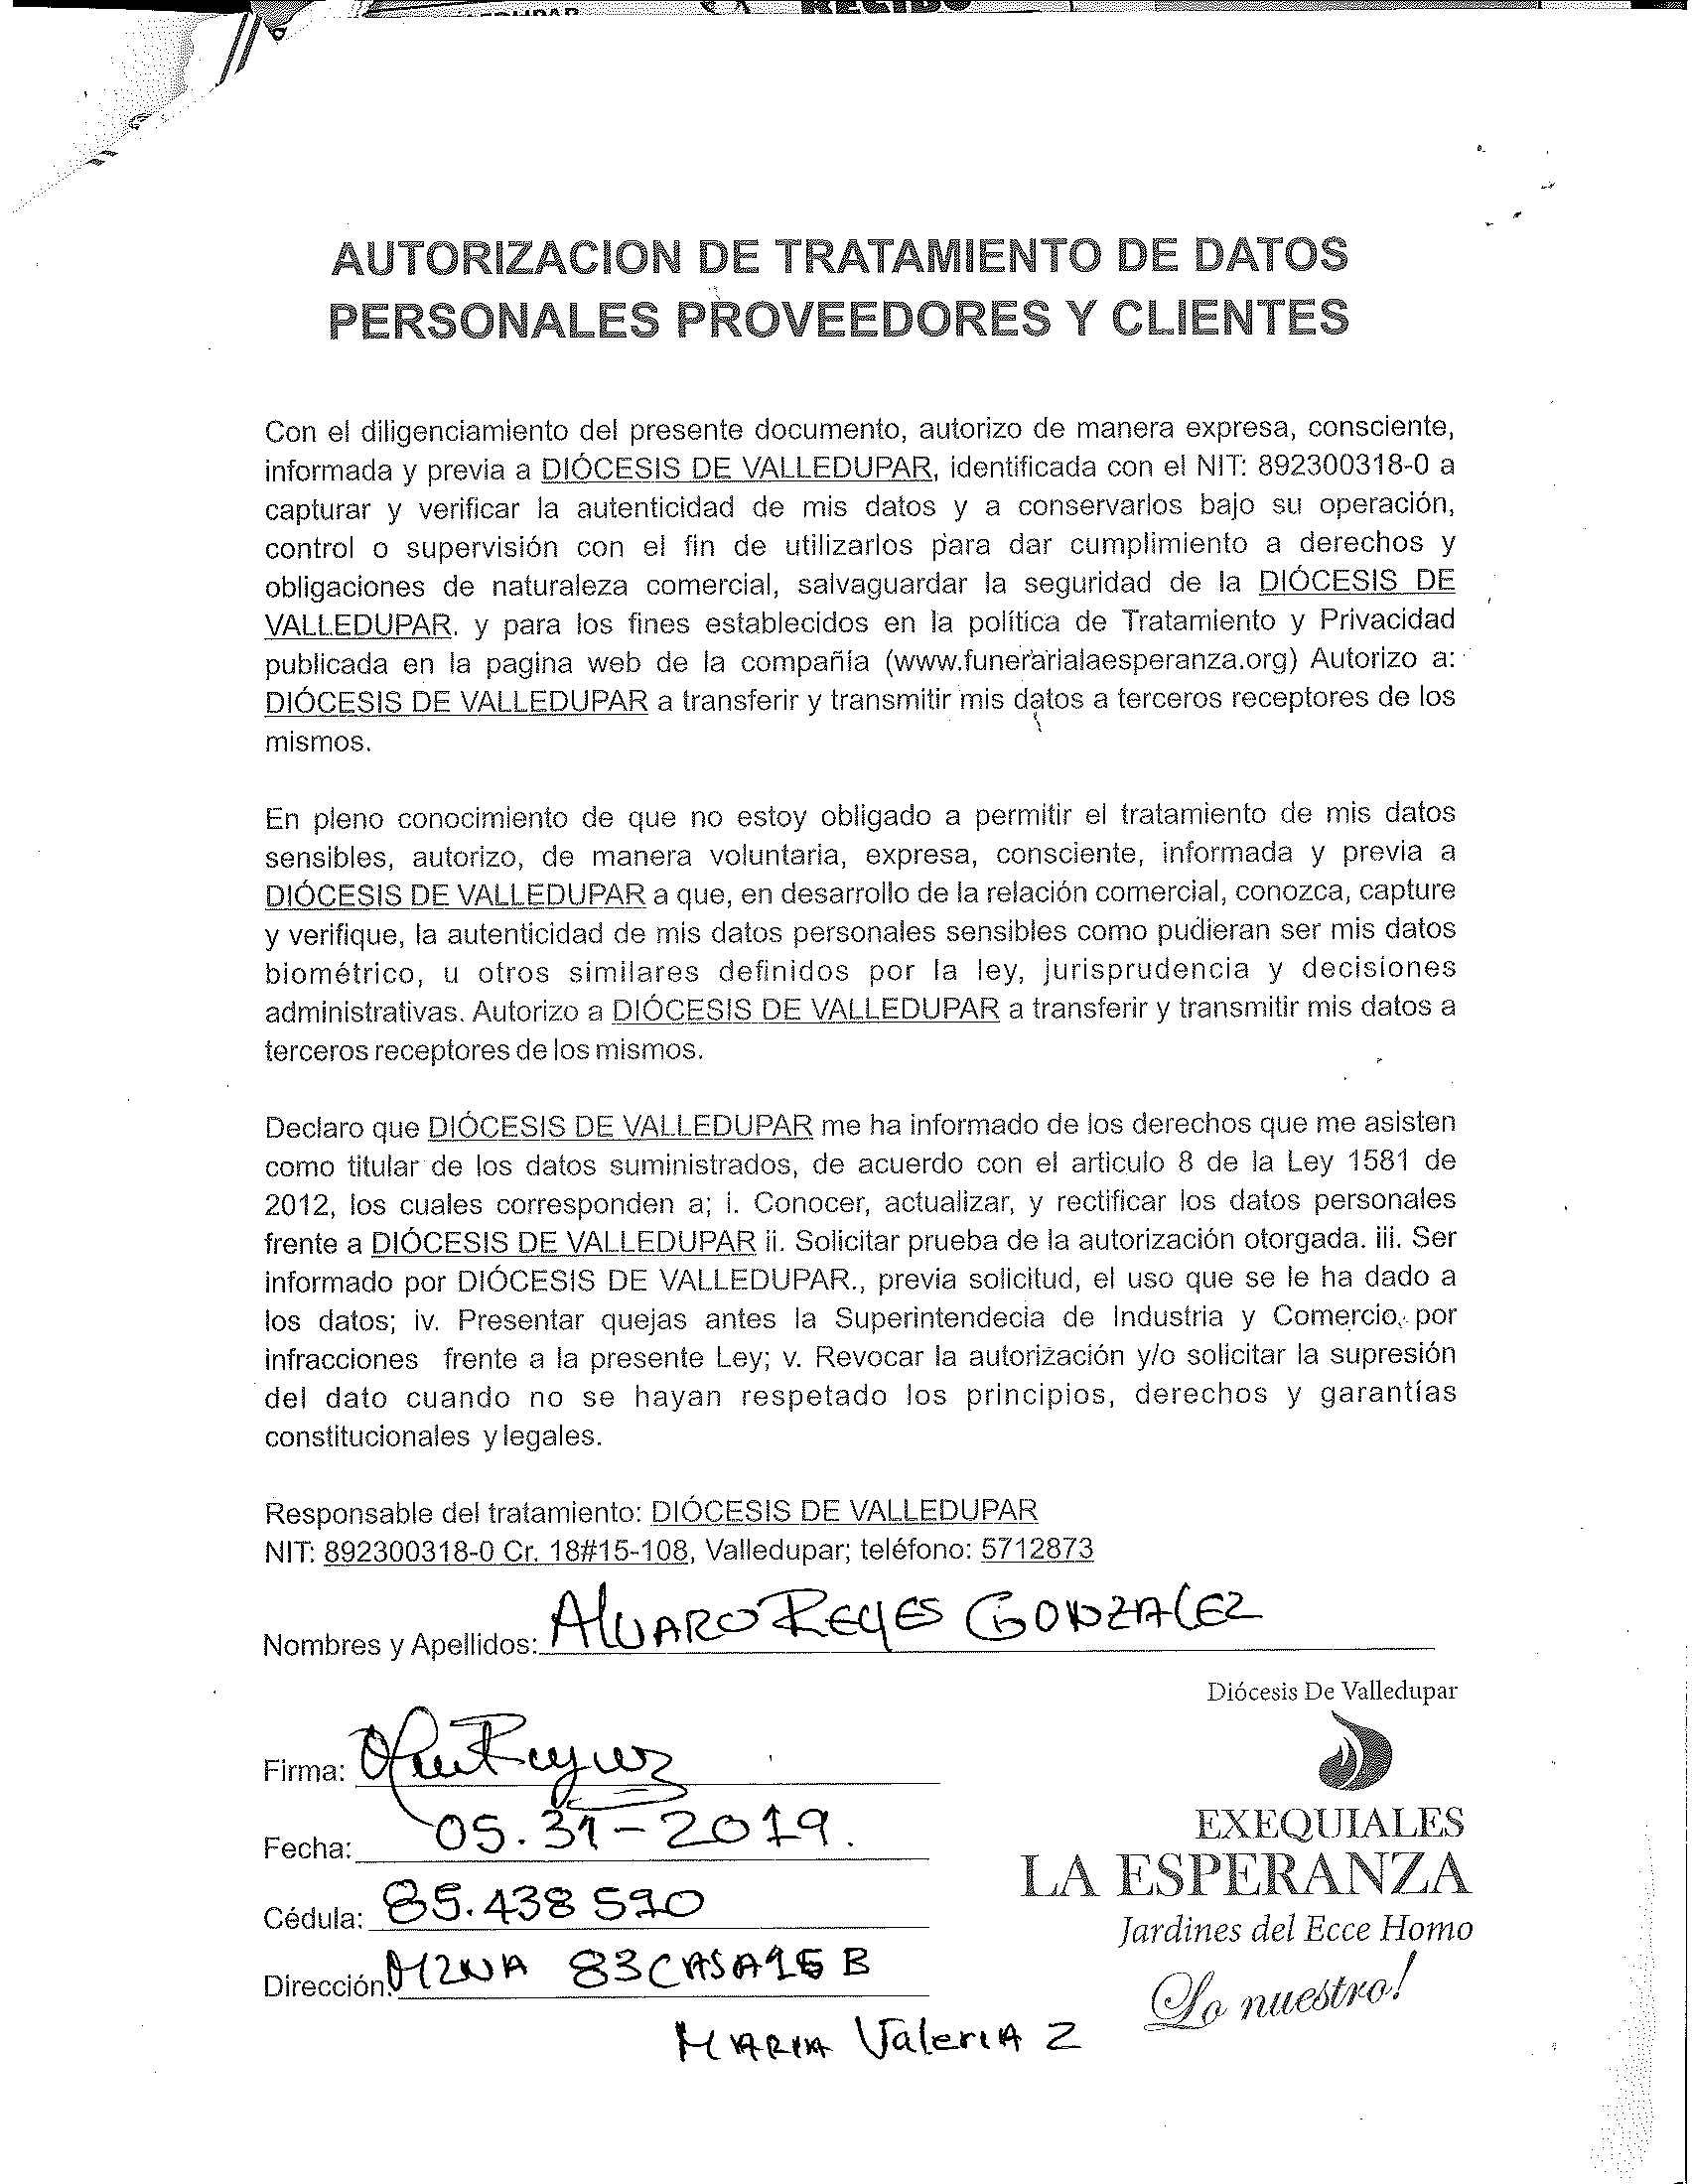 RECIBO
AUTORIZACION DE TRATAMIENTO DE DATOS
PERSONALES PROVEEDORES Y CLIENTES
Con el diligenciamiento del presente documento, autorizo de manera expresa, consciente,
informada y previa a DIÓCESIS DE VALLEDUPAR, identificada con el NIT: 892300318-0 a
capturar y verificar la autenticidad de mis datos y a conservarlos bajo su operación,
control o supervisión con el fin de utilizarlos para dar cumplimiento a derechos y
obligaciones de naturaleza comercial, salvaguardar la seguridad de la DIÓCESIS DE
VALLEDUPAR. y para los fines establecidos en la política de Tratamiento y Privacidad
publicada en la pagina web de la compañía (www.funerarialaesperanza.org) Autorizo a:
DIÓCESIS DE VALLEDUPAR a transferir y transmitir mis datos a terceros receptores de los
mismos.
En pleno conocimiento de que no estoy obligado a permitir el tratamiento de mis datos
sensibles, autorizo, de manera voluntaria, expresa, consciente, informada y previa a
DIÓCESIS DE VALLEDUPAR a que, en desarrollo de la relación comercial, conozca, capture
y verifique, la autenticidad de mis datos personales sensibles como pudieran ser mis datos
biométrico, u otros similares definidos por la ley, jurisprudencia y decisiones
administrativas. Autorizo a DIÓCESIS DE VALLEDUPAR a transferir y transmitir mis datos a
terceros receptores de los mismos.
Declaro que DIÓCESIS DE VALLEDUPAR me ha informado de los derechos que me asisten
como titular de los datos suministrados, de acuerdo con el articulo 8 de la Ley 1581 de
2012, los cuales corresponden a; i. Conocer, actualizar, y rectificar los datos personales
frente a DIÓCESIS DE VALLEDUPAR ii. Solicitar prueba de la autorización otorgada. iii. Ser
informado por DIÓCESIS DE VALLEDUPAR., previa solicitud, el uso que se le ha dado a
los datos; iv. Presentar quejas antes la Superintendecia de Industria y Comercio, por
infracciones frente a la presente Ley; v. Revocar la autorización y/o solicitar la supresión
del dato cuando no se hayan respetado los principios, derechos y garantías
constitucionales y legales.
Responsable del tratamiento: DIÓCESIS DE VALLEDUPAR
NIT: 892300318-0 Cr. 18#15-108, Valledupar; teléfono: 5712873
Nombres y Apellidos: ALVARO REYES GONZALEZ
Diócesis De Valledupar
Firma:
EXEQUIALES
Fecha: 05.31-2019.
LA ESPERANZA
Cédula: 85.438 590
Jardines del Ecce Homo
Dirección: MZNA 83 CASA 15 B
Lo nuestro!
MARIA ValeriA 2